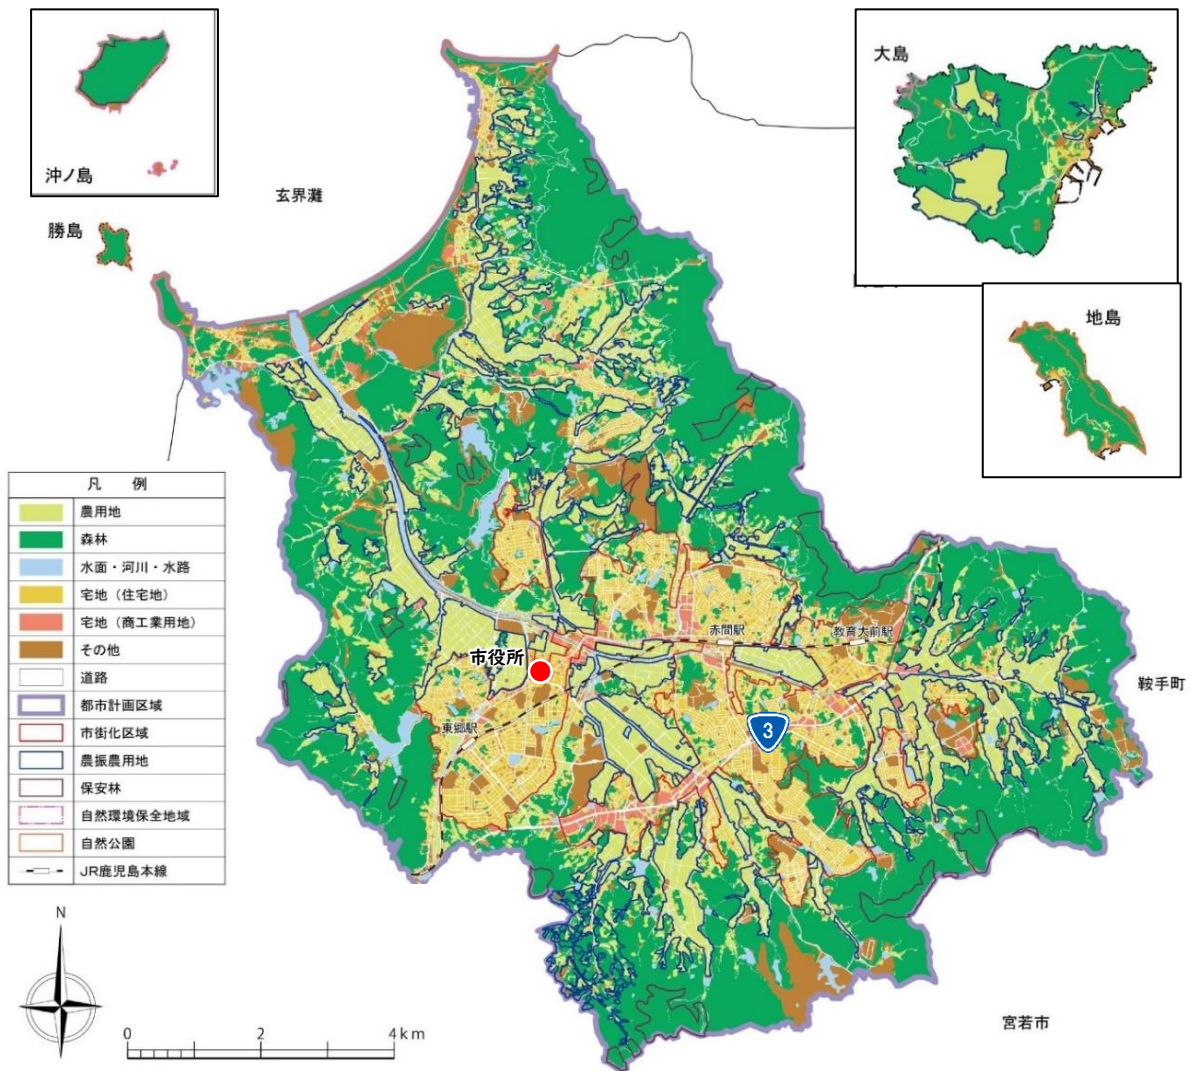 沖ノ島
大島
玄界灘
勝島
地島
凡 例
農用地
森林
水面・河川・水路
宅地（住宅地）
宅地（商工業用地）
その他
道路
都市計画区域
市街化区域
農振農用地
保安林
自然環境保全地域
自然公園
JR鹿児島本線
赤間駅
教育大前駅
市役所
鞍手町
東郷駅
3
N
0 2 4km
宮若市